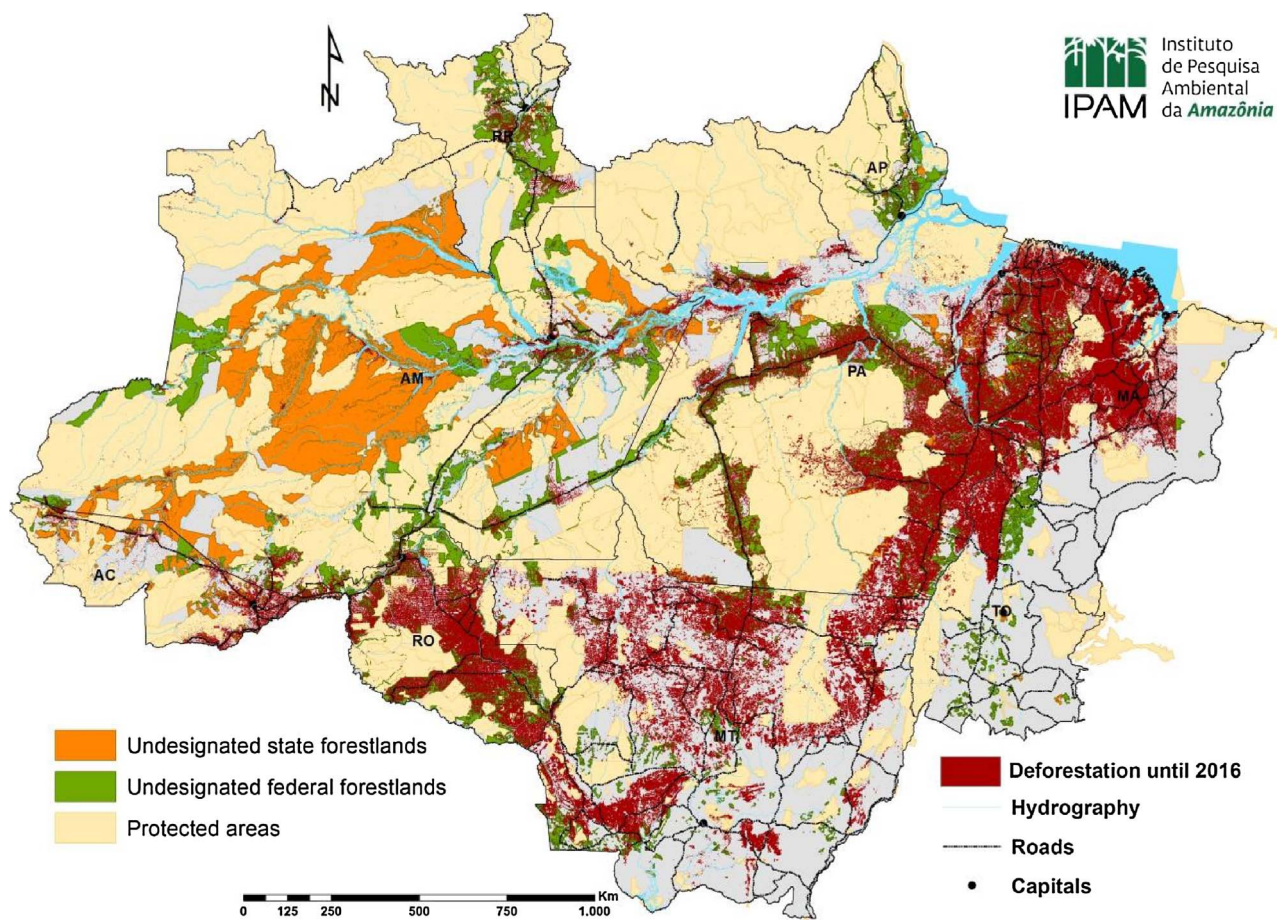 Instituto
de Pesquisa
Ambiental
da Amazônia
IPAM
N
RR
AP
AM
PA
MA
AC
RO
TO
MT
Undesignated state forestlands
Undesignated federal forestlands
Protected areas
Deforestation until 2016
Hydrography
Roads
Capitals
Km
0 125 250 500 750 1.000